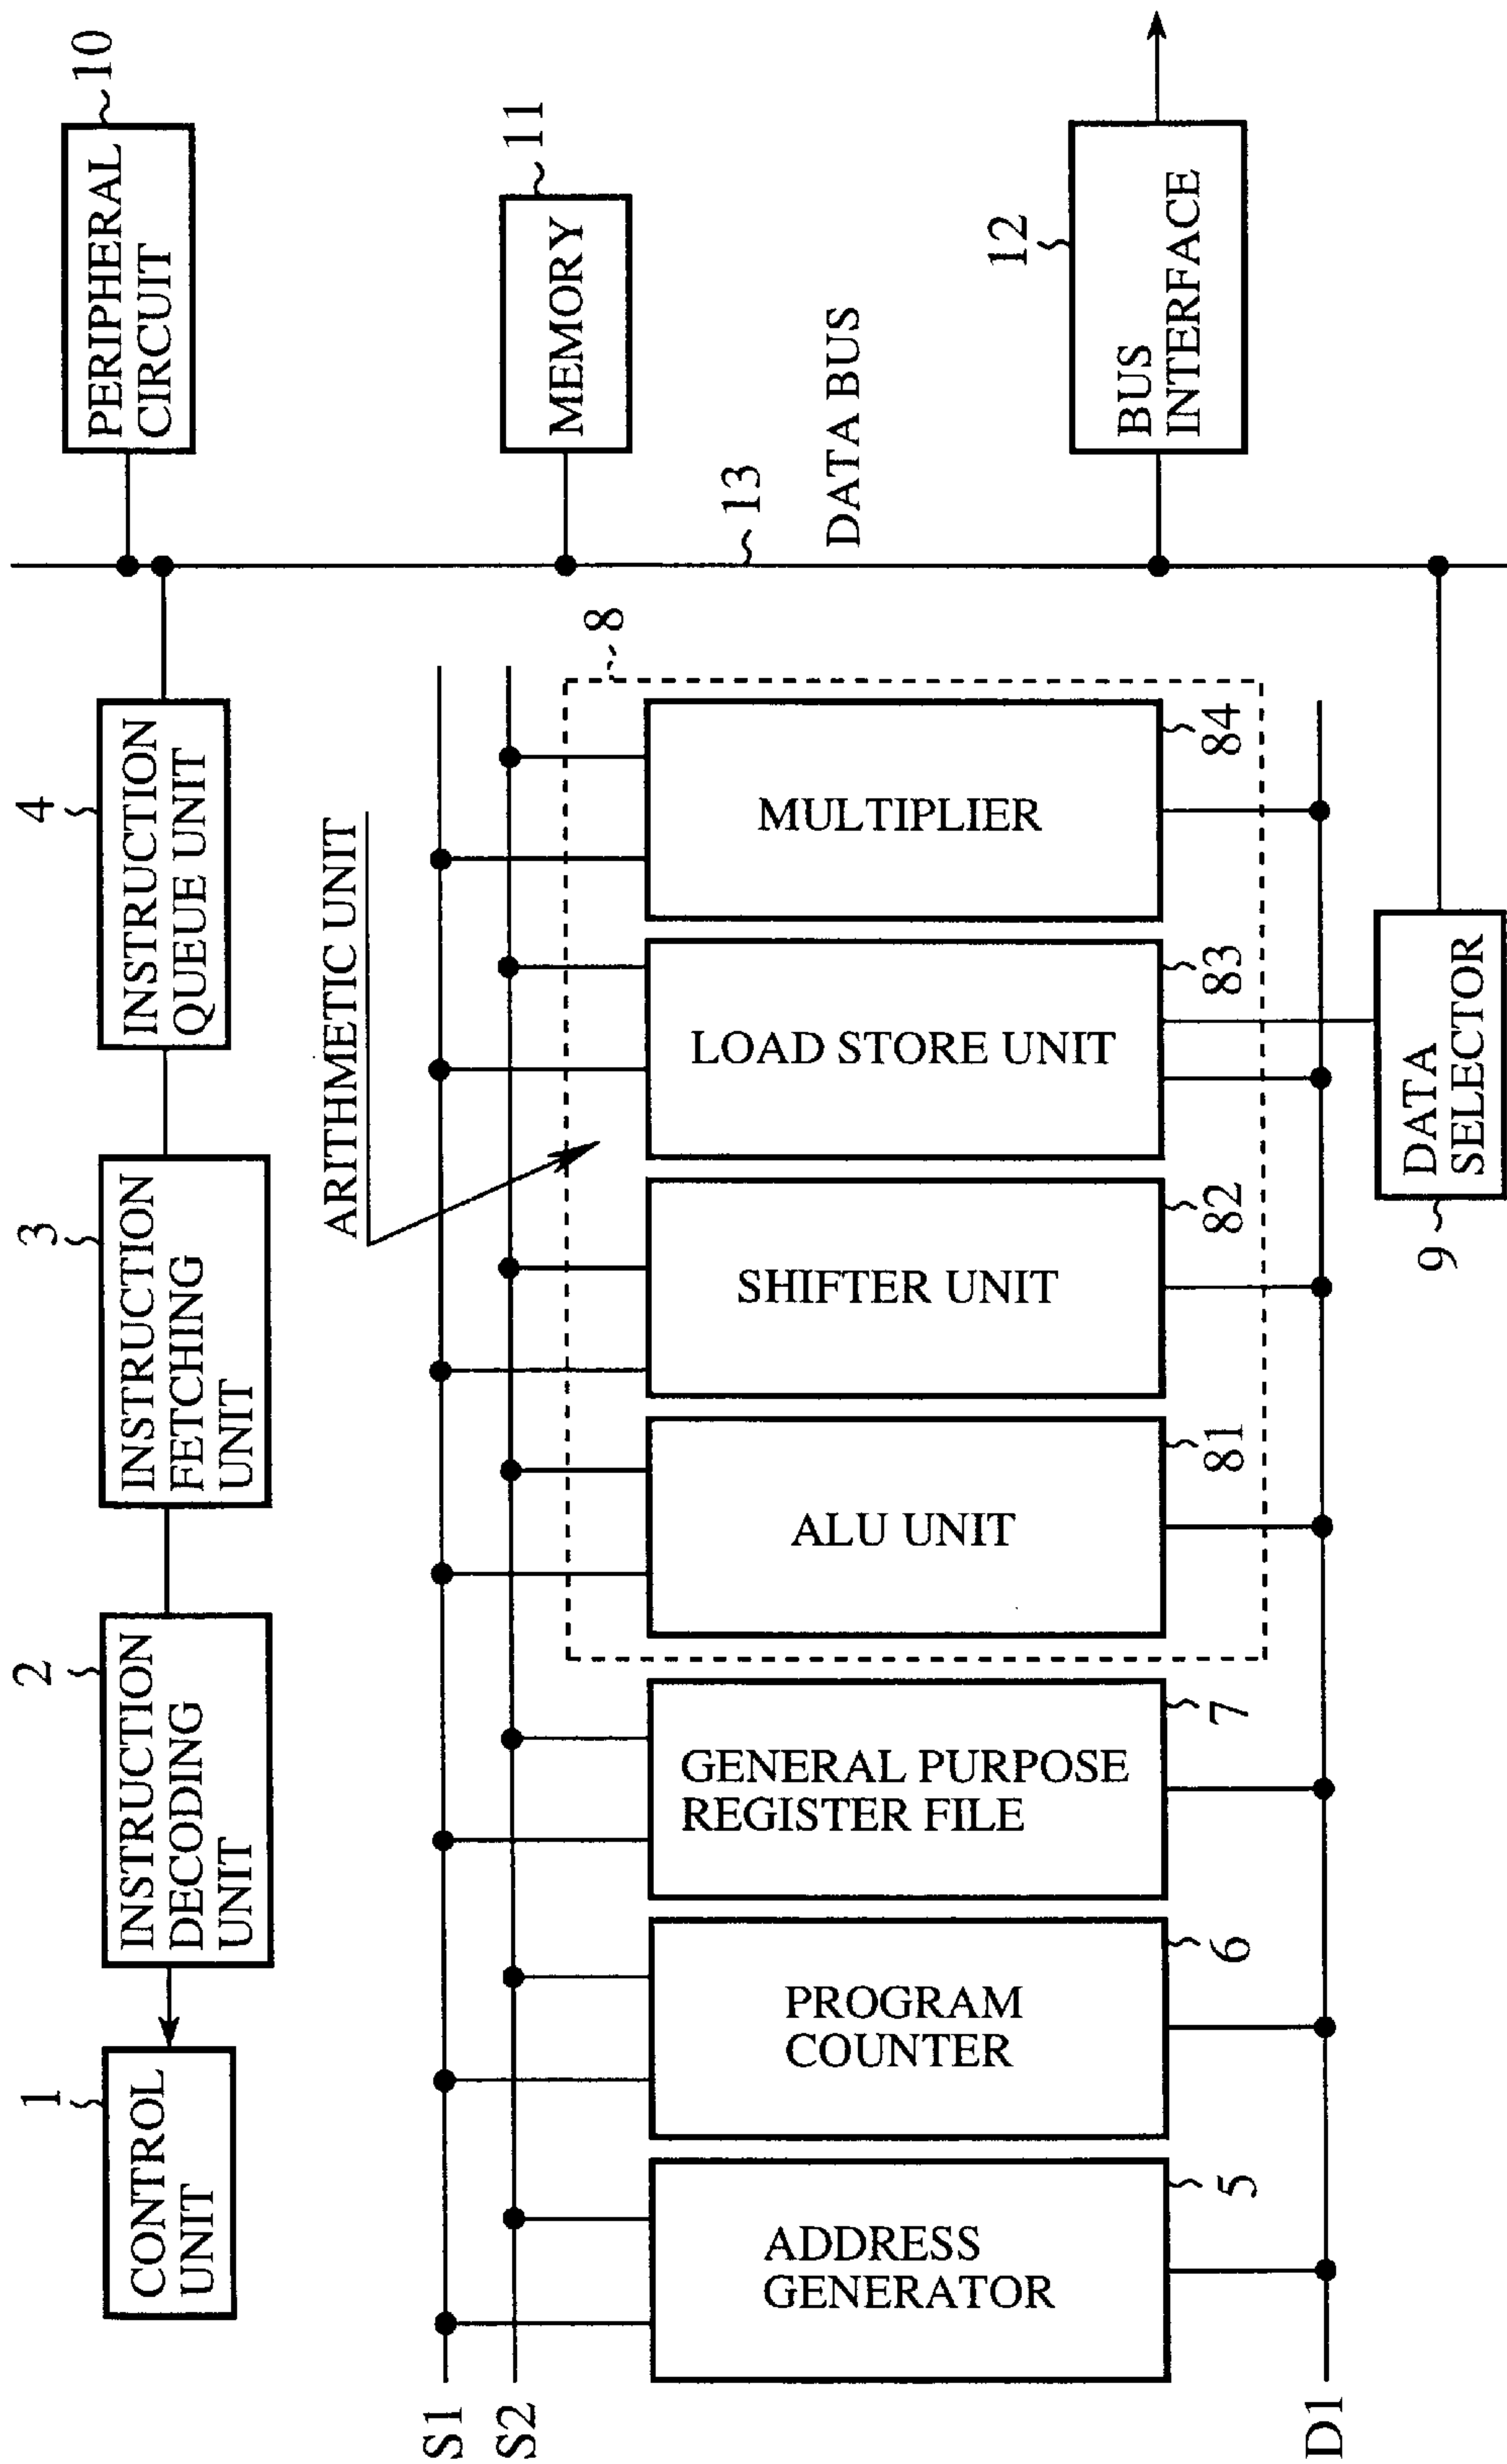 1
CONTROL
UNIT
2
INSTRUCTION
DECODING
UNIT
3
INSTRUCTION
FETCHING
UNIT
4
INSTRUCTION
QUEUE UNIT
10
PERIPHERAL
CIRCUIT
11
MEMORY
13
DATA BUS
12
BUS
INTERFACE
ARITHMETIC UNIT
8
S1
S2
ADDRESS
GENERATOR
5
PROGRAM
COUNTER
6
GENERAL PURPOSE
REGISTER FILE
7
ALU UNIT
81
SHIFTER UNIT
82
LOAD STORE UNIT
83
MULTIPLIER
84
D1
9
DATA
SELECTOR